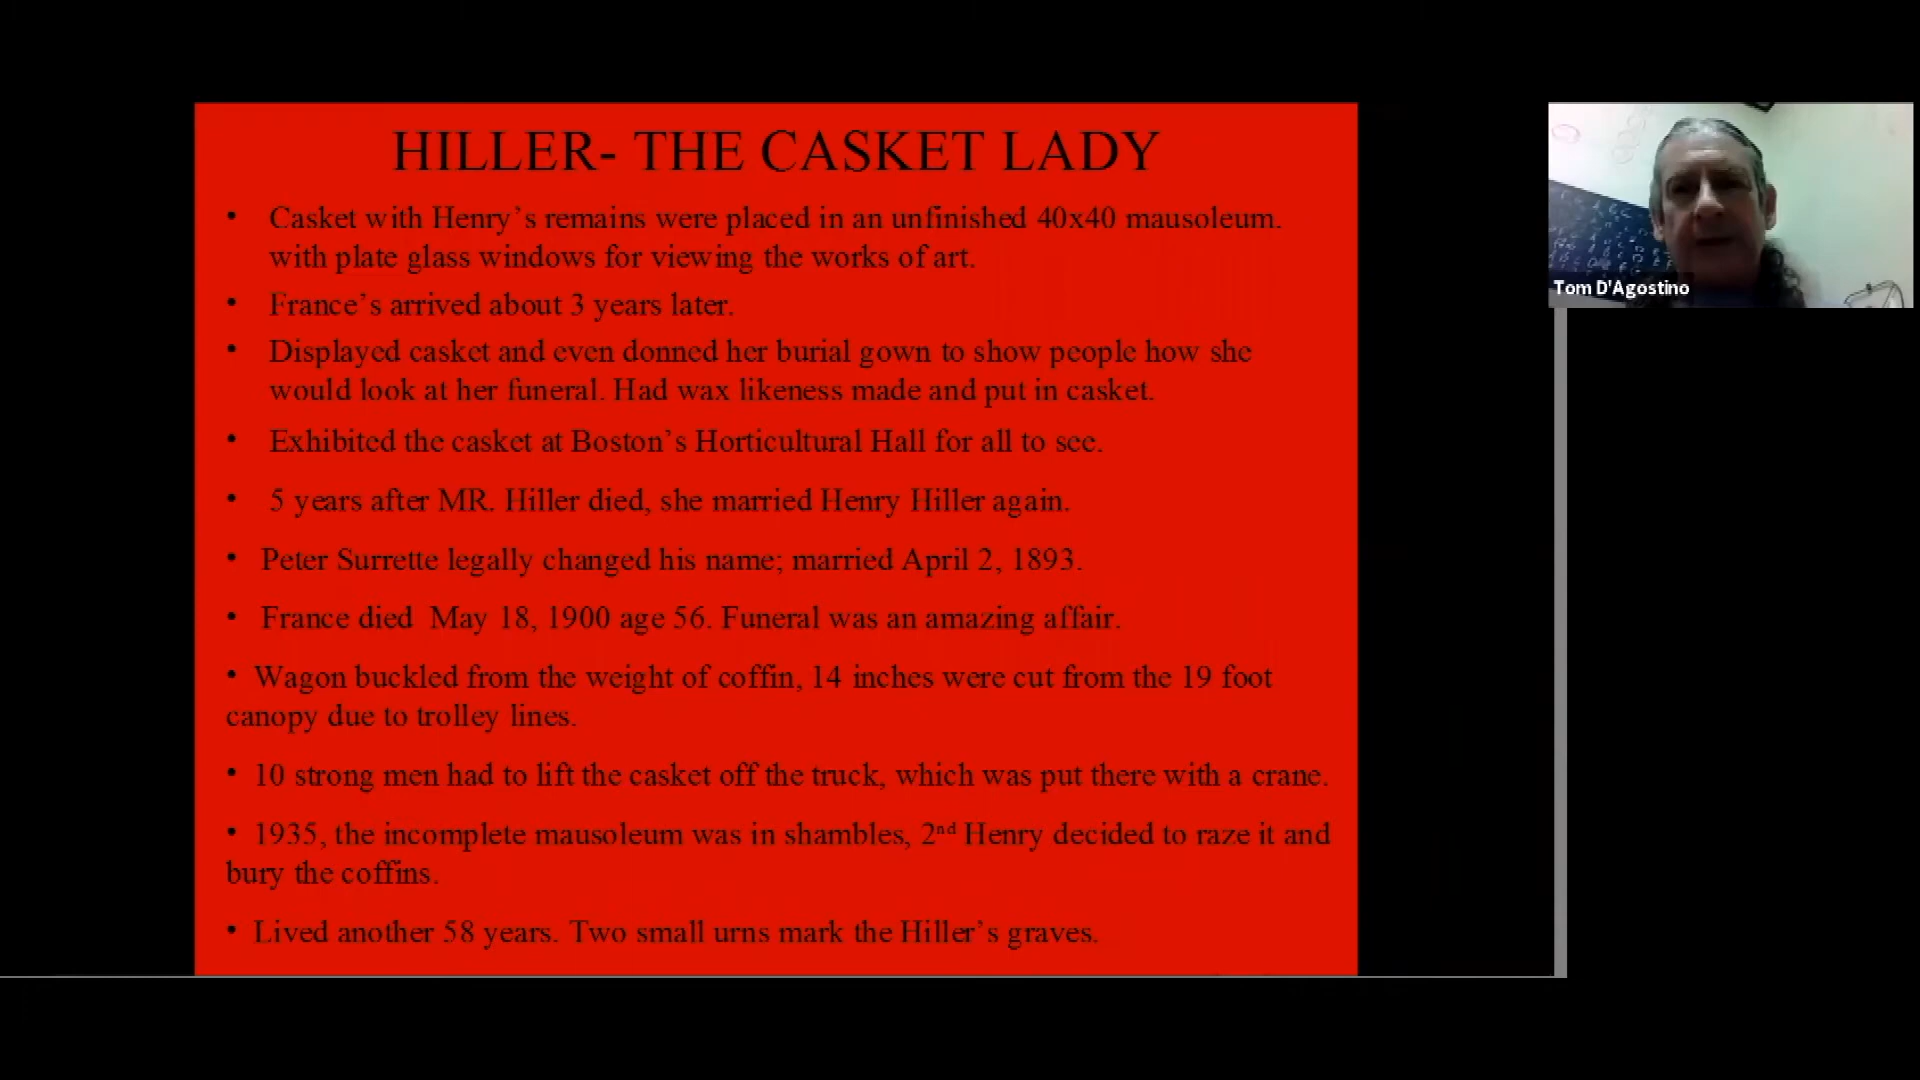 HILLER- THE CASKET LADY
• Casket with Henry's remains were placed in an unfinished 40x40 mausoleum.
with plate glass windows for viewing the works of art.
• France's arrived about 3 years later.
• Displayed casket and even donned her burial gown to show people how she
would look at her funeral. Had wax likeness made and put in casket.
• Exhibited the casket at Boston's Horticultural Hall for all to see.
• 5 years after MR. Hiller died, she married Henry Hiller again.
• Peter Surrette legally changed his name; married April 2, 1893.
• France died May 18, 1900 age 56. Funeral was an amazing affair.
• Wagon buckled from the weight of coffin, 14 inches were cut from the 19 foot
canopy due to trolley lines.
• 10 strong men had to lift the casket off the truck, which was put there with a crane.
• 1935, the incomplete mausoleum was in shambles, 2nd Henry decided to raze it and
bury the coffins.
• Lived another 58 years. Two small urns mark the Hiller's graves.
Tom D'Agostino